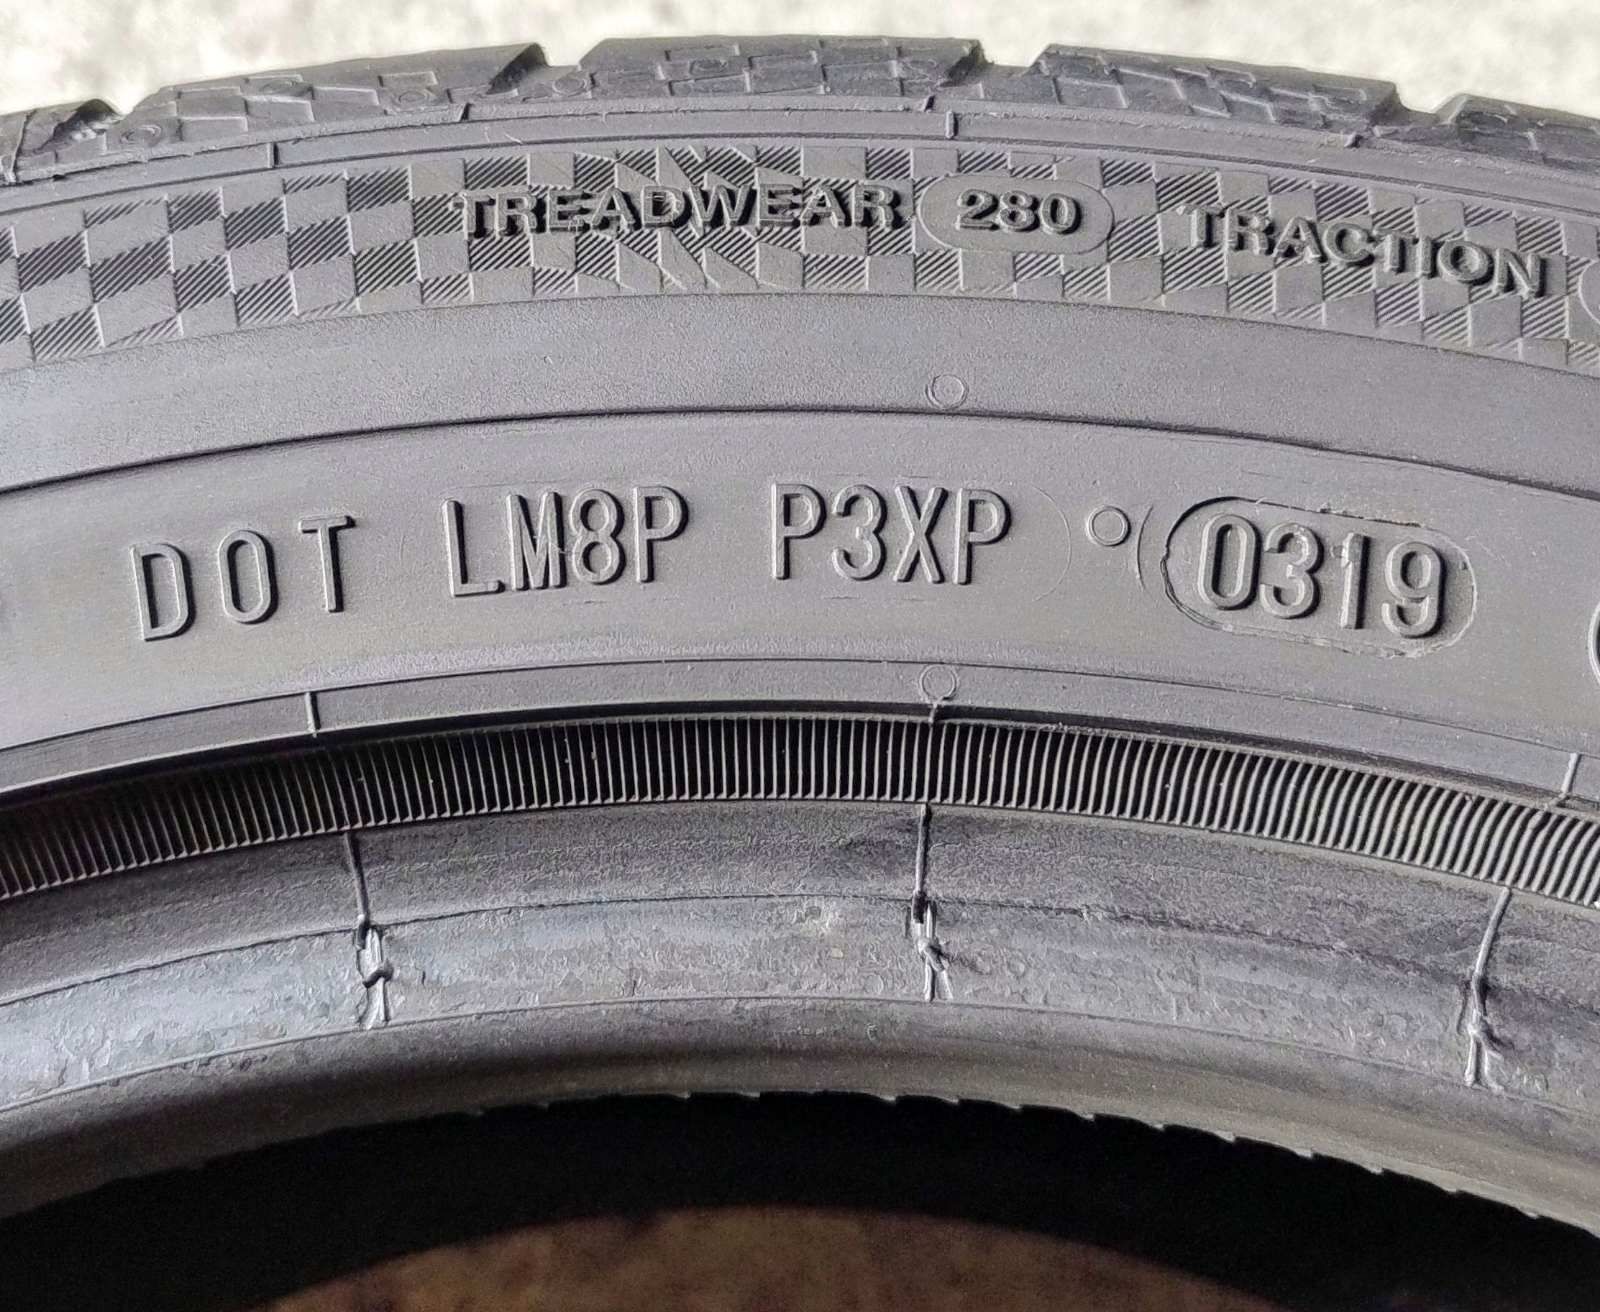 TREADWEAR 280 TRACTION
DOT LM8P P3XP 0319